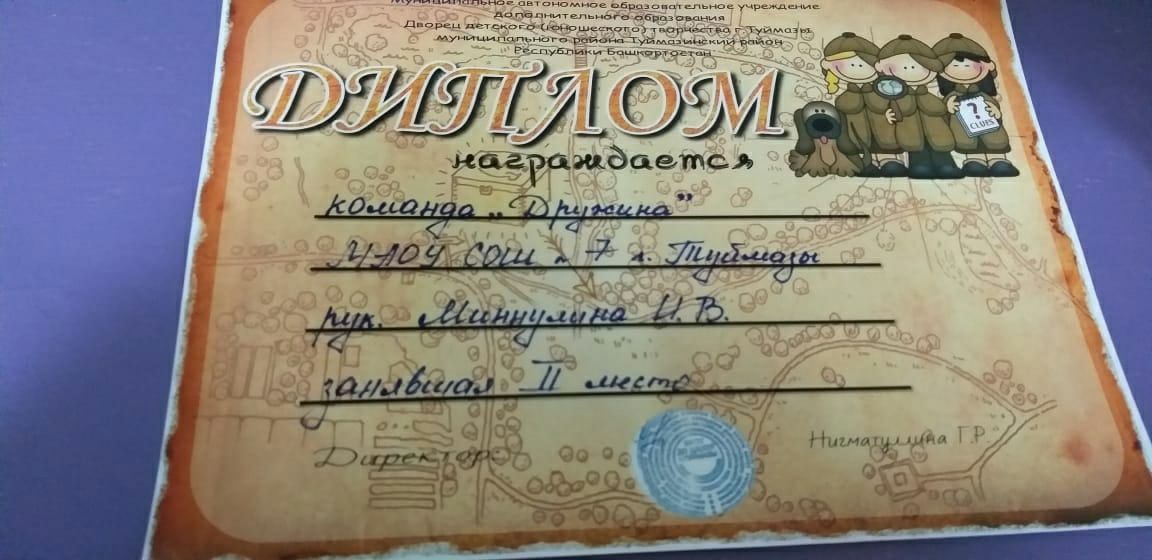 Муниципальное автономное образовательное учреждение
дополнительного образования
Дворец детского (юношеского) творчества г.Туймазы
муниципального района Туймазинский район
Республики Башкортостан
ДИПЛОМ
награждается
? CLUES
команда „Дружина”
МАОУ СОШ № 7 г. Туймазы
рук. Миннулина И. В.
занявшая II место
Директор:
Нигматуллина Г.Р.